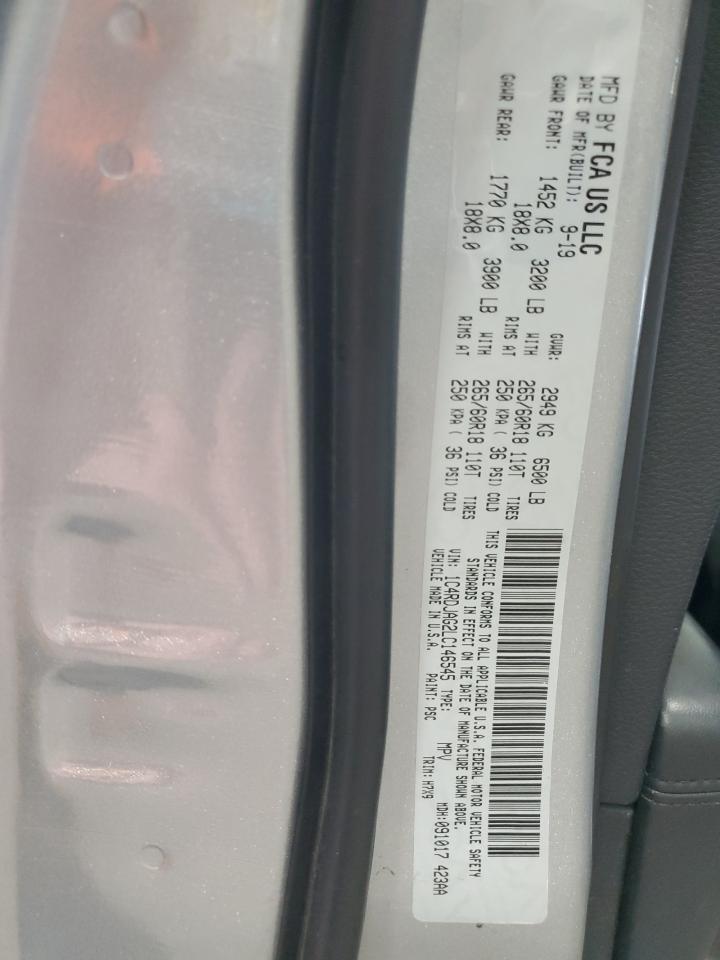 MFD BY FCA US LLC
DATE OF MFR(BUILT): 9-19 GVWR: 2949 KG 6500 LB
GAWR FRONT: 1452 KG 3200 LB WITH 265/60R18 110T TIRES
18X8.0 RIMS AT 250 KPA ( 36 PSI) COLD
GAWR REAR: 1770 KG 3900 LB WITH 265/60R18 110T TIRES
18X8.0 RIMS AT 250 KPA ( 36 PSI) COLD
THIS VEHICLE CONFORMS TO ALL APPLICABLE U.S.A. FEDERAL MOTOR VEHICLE SAFETY
STANDARDS IN EFFECT ON THE DATE OF MANUFACTURE SHOWN ABOVE.
VIN: 1C4RDJAG2LC146545 TYPE: MPV MDH:091017 423AA
VEHICLE MADE IN U.S.A. PAINT: PSC TRIM: H7X9